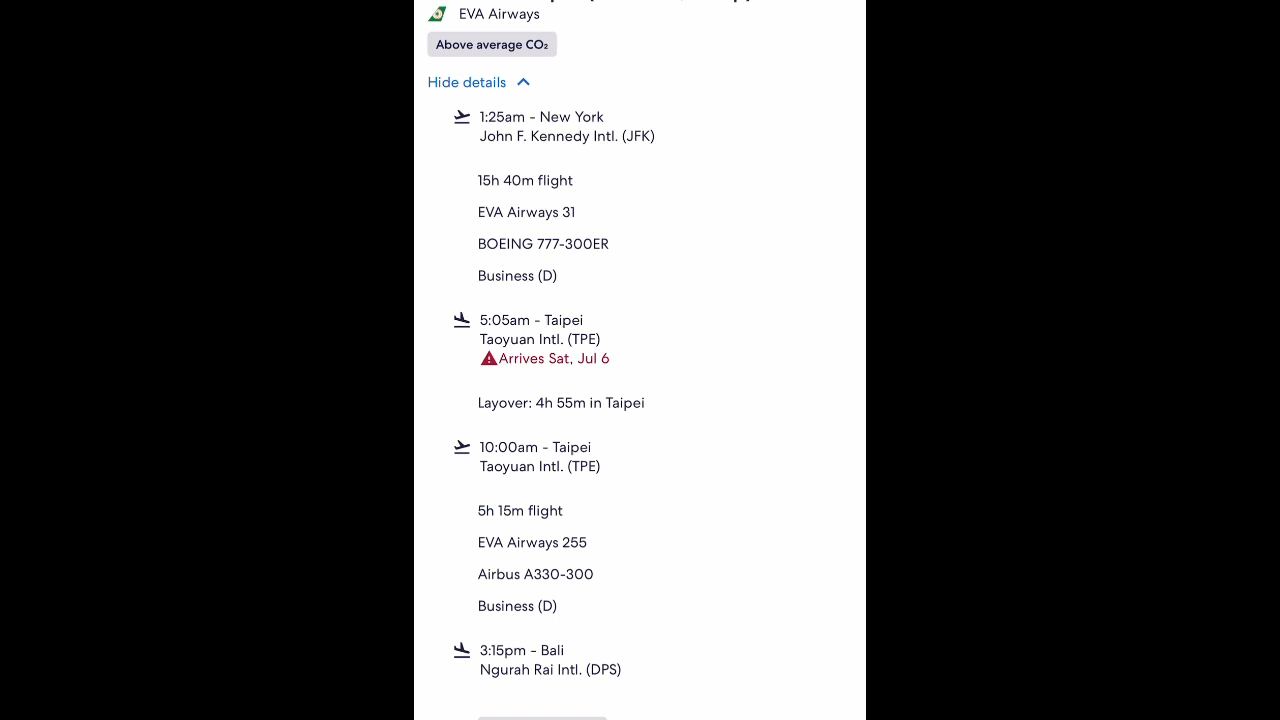 EVA Airways
Above average CO₂
Hide details
1:25am - New York
John F. Kennedy Intl. (JFK)
15h 40m flight
EVA Airways 31
BOEING 777-300ER
Business (D)
5:05am - Taipei
Taoyuan Intl. (TPE)
Arrives Sat, Jul 6
Layover: 4h 55m in Taipei
10:00am - Taipei
Taoyuan Intl. (TPE)
5h 15m flight
EVA Airways 255
Airbus A330-300
Business (D)
3:15pm - Bali
Ngurah Rai Intl. (DPS)